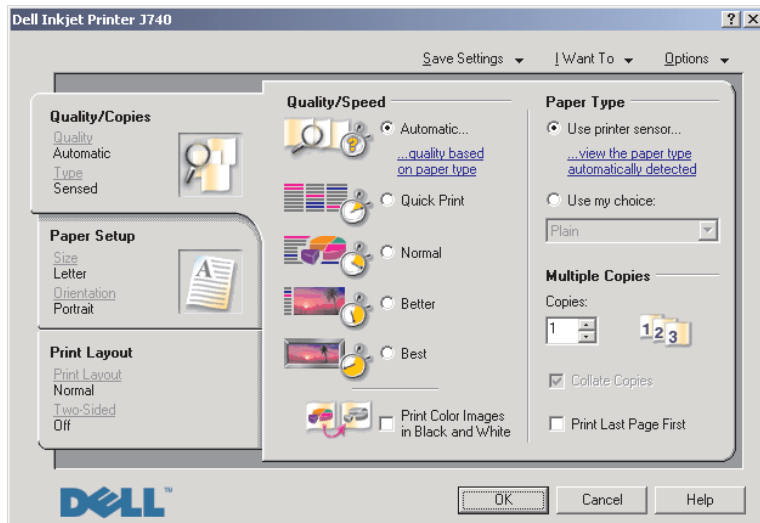 Dell Inkjet Printer J740
Save Settings
I Want To
Options
Quality/Copies
Quality
Automatic
Type
Sensed
Paper Setup
Size
Letter
Orientation
Portrait
Print Layout
Print Layout
Normal
Two-Sided
Off
Quality/Speed
Automatic...
...quality based
on paper type
Quick Print
Normal
Better
Best
Print Color Images
in Black and White
Paper Type
Use printer sensor...
...view the paper type
automatically detected
Use my choice:
Plain
Multiple Copies
Copies:
1
1 2 3
Collate Copies
Print Last Page First
DELL™
OK
Cancel
Help